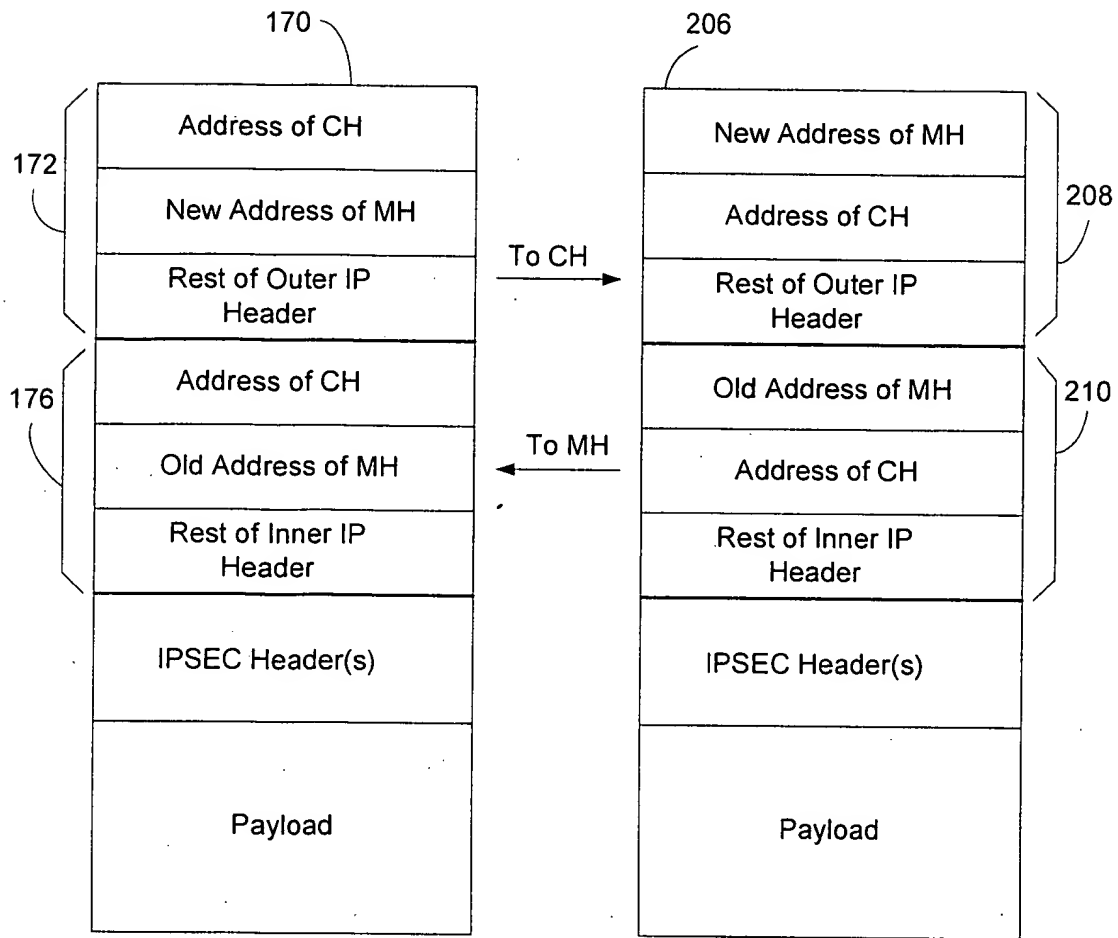 170
172
Address of CH
New Address of MH
Rest of Outer IP
Header
176
Address of CH
Old Address of MH
Rest of Inner IP
Header
IPSEC Header(s)
Payload
To CH
To MH
206
New Address of MH
208
Address of CH
Rest of Outer IP
Header
Old Address of MH
210
Address of CH
Rest of Inner IP
Header
IPSEC Header(s)
Payload